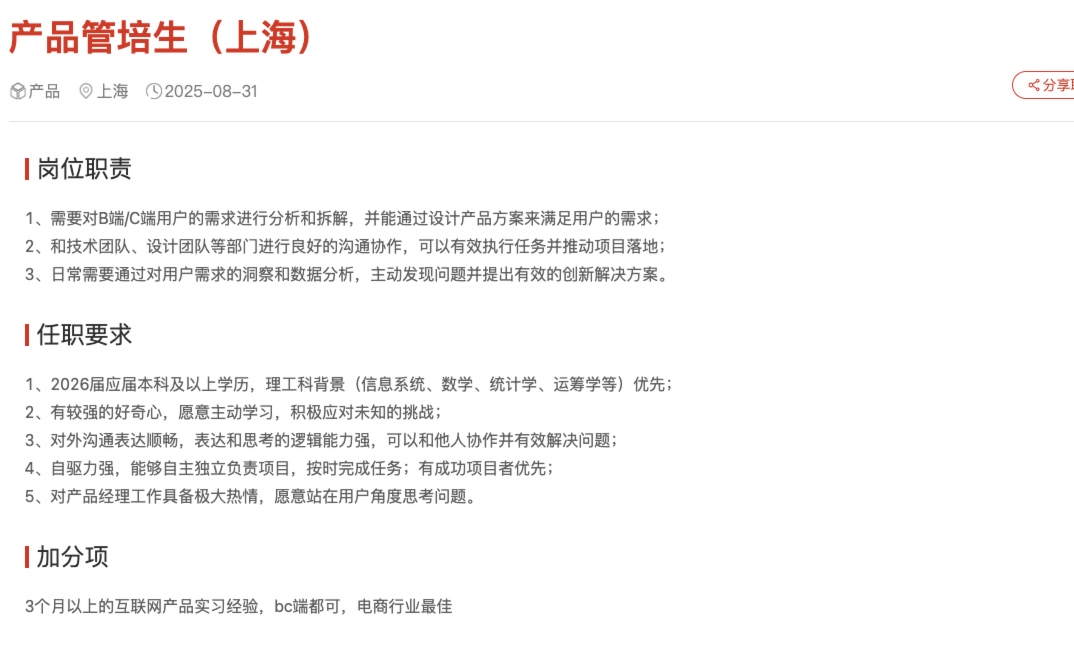 产品管培生（上海）
产品 上海 2025-08-31
分享
岗位职责
1、需要对B端/C端用户的需求进行分析和拆解，并能通过设计产品方案来满足用户的需求；
2、和技术团队、设计团队等部门进行良好的沟通协作，可以有效执行任务并推动项目落地；
3、日常需要通过对用户需求的洞察和数据分析，主动发现问题并提出有效的创新解决方案。
任职要求
1、2026届应届本科及以上学历，理工科背景（信息系统、数学、统计学、运筹学等）优先；
2、有较强的好奇心，愿意主动学习，积极应对未知的挑战；
3、对外沟通表达顺畅，表达和思考的逻辑能力强，可以和他人协作并有效解决问题；
4、自驱力强，能够自主独立负责项目，按时完成任务；有成功项目者优先；
5、对产品经理工作具备极大热情，愿意站在用户角度思考问题。
加分项
3个月以上的互联网产品实习经验，bc端都可，电商行业最佳